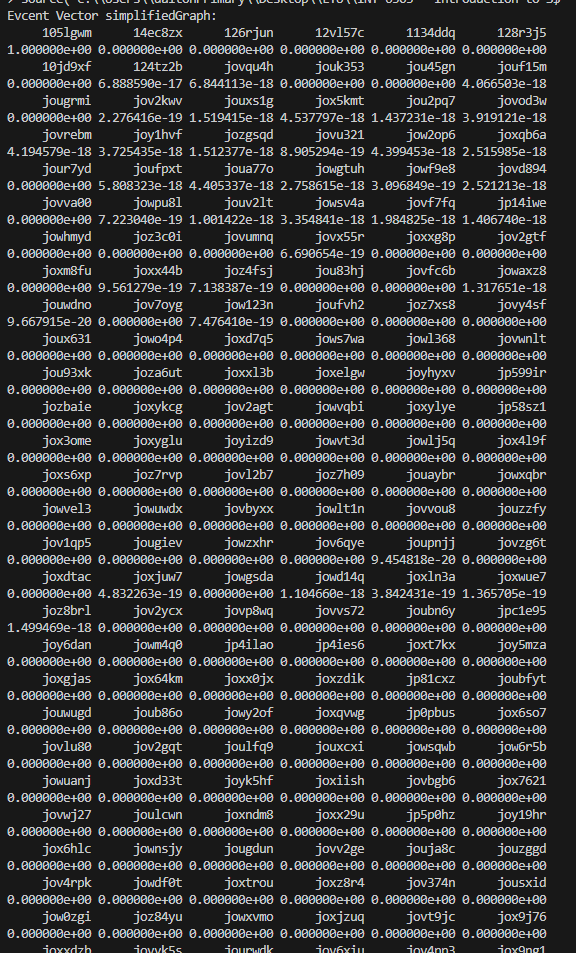 Evcent Vector simplifiedGraph:
105lgwm 14ec8zx 126rjun 12vl57c 1134ddq 128r3j5
1.000000e+00 0.000000e+00 0.000000e+00 0.000000e+00 0.000000e+00 0.000000e+00
10jd9xf 124tz2b jovqu4h jouk353 jou45gn jouf15m
0.000000e+00 6.888590e-17 6.844113e-18 0.000000e+00 0.000000e+00 4.066503e-18
jougrmi jov2kwv jouxs1g jox5kmt jou2pq7 jovod3w
0.000000e+00 2.276416e-19 1.519415e-18 4.537797e-18 1.437231e-18 3.919121e-18
jovrebm joy1hvf jozgsqd jovu321 jow2op6 joxqb6a
4.194579e-18 3.725435e-18 1.512377e-18 8.905294e-19 4.399453e-18 2.515985e-18
jour7yd joufpxt joua77o jowgtuh jowf9e8 jovd894
0.000000e+00 5.808323e-18 4.405337e-18 2.758615e-18 3.096849e-19 2.521213e-18
jovva00 jowpu8l jouv2lt jowsv4a jovf7fq jp14iwe
0.000000e+00 7.223040e-19 1.001422e-18 3.354841e-18 1.984825e-18 1.406740e-18
jowhmyd joz3c0i jovumnq jovx55r joxxg8p jov2gtf
0.000000e+00 0.000000e+00 0.000000e+00 6.690654e-19 0.000000e+00 0.000000e+00
joxm8fu joxx44b joz4fsj jou83hj jovfc6b jowaxz8
0.000000e+00 9.561279e-19 7.138387e-19 0.000000e+00 0.000000e+00 1.317651e-18
jouwdno jov7oyg jow123n joufvh2 joz7xs8 jovy4sf
9.667915e-20 0.000000e+00 7.476410e-19 0.000000e+00 0.000000e+00 0.000000e+00
joux631 jowo4p4 joxd7q5 jows7wa jowl368 jovwnlt
0.000000e+00 0.000000e+00 0.000000e+00 0.000000e+00 0.000000e+00 0.000000e+00
jou93xk joza6ut joxxl3b joxelgw joyhyxv jp599ir
0.000000e+00 0.000000e+00 0.000000e+00 0.000000e+00 0.000000e+00 0.000000e+00
jozbaie joxykcg jov2agt jowvqbi joxylye jp58sz1
0.000000e+00 0.000000e+00 0.000000e+00 0.000000e+00 0.000000e+00 0.000000e+00
jox3ome joxyglu joyizd9 jowvt3d jowlj5q jox4l9f
0.000000e+00 0.000000e+00 0.000000e+00 0.000000e+00 0.000000e+00 0.000000e+00
joxs6xp joz7rvp jovl2b7 joz7h09 jouaybr jowxqbr
0.000000e+00 0.000000e+00 0.000000e+00 0.000000e+00 0.000000e+00 0.000000e+00
jowvel3 jowuwdx jovbyxx jowlt1n jovvou8 jouzzfy
0.000000e+00 0.000000e+00 0.000000e+00 0.000000e+00 0.000000e+00 0.000000e+00
jov1qp5 jougiev jowzxhr jov6qye joupnjj jovzg6t
0.000000e+00 0.000000e+00 0.000000e+00 0.000000e+00 9.454818e-20 0.000000e+00
joxdtac joxjuw7 jowgsda jowd14q joxln3a joxwue7
0.000000e+00 4.832263e-19 0.000000e+00 1.104660e-18 3.842431e-19 1.365705e-19
joz8brl jov2ycx jovp8wq jovvs72 joubn6y jpc1e95
1.499469e-18 0.000000e+00 0.000000e+00 0.000000e+00 0.000000e+00 0.000000e+00
joy6dan jowm4q0 jp4ilao jp4ies6 joxt7kx joy5mza
0.000000e+00 0.000000e+00 0.000000e+00 0.000000e+00 0.000000e+00 0.000000e+00
joxgjas jox64km joxx0jx joxzdik jp81cxz joubfyt
0.000000e+00 0.000000e+00 0.000000e+00 0.000000e+00 0.000000e+00 0.000000e+00
jouwugd joub86o jowy2of joxqvwg jp0pbus jox6so7
0.000000e+00 0.000000e+00 0.000000e+00 0.000000e+00 0.000000e+00 0.000000e+00
jovlu80 jov2gqt joulfq9 jouxcxi jowsqwb jow6r5b
0.000000e+00 0.000000e+00 0.000000e+00 0.000000e+00 0.000000e+00 0.000000e+00
jowuanj joxd33t joyk5hf joxiish jovbgb6 jox7621
0.000000e+00 0.000000e+00 0.000000e+00 0.000000e+00 0.000000e+00 0.000000e+00
jovwj27 joulcwn joxndm8 joxx29u jp5p0hz joy19hr
0.000000e+00 0.000000e+00 0.000000e+00 0.000000e+00 0.000000e+00 0.000000e+00
jox6hlc jownsjy jougdun jovv2ge jouja8c jouzggd
0.000000e+00 0.000000e+00 0.000000e+00 0.000000e+00 0.000000e+00 0.000000e+00
jov4rpk jowdf0t joxtrou joxz8r4 jov374n jousxid
0.000000e+00 0.000000e+00 0.000000e+00 0.000000e+00 0.000000e+00 0.000000e+00
jow0zgi joz84yu jowxvmo joxjzuq jovt9jc jox9j76
0.000000e+00 0.000000e+00 0.000000e+00 0.000000e+00 0.000000e+00 0.000000e+00